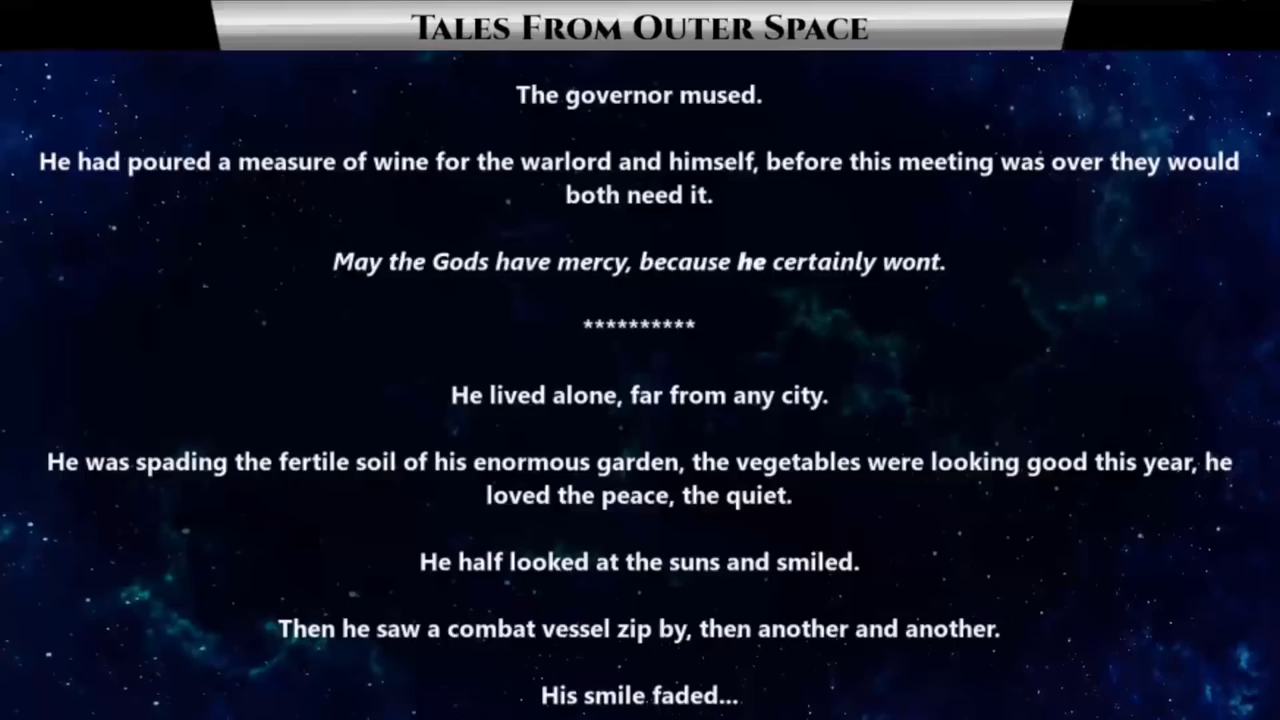 Tales From Outer Space
The governor mused.
He had poured a measure of wine for the warlord and himself, before this meeting was over they would
both need it.
May the Gods have mercy, because he certainly wont.
**********
He lived alone, far from any city.
He was spading the fertile soil of his enormous garden, the vegetables were looking good this year, he
loved the peace, the quiet.
He half looked at the suns and smiled.
Then he saw a combat vessel zip by, then another and another.
His smile faded...